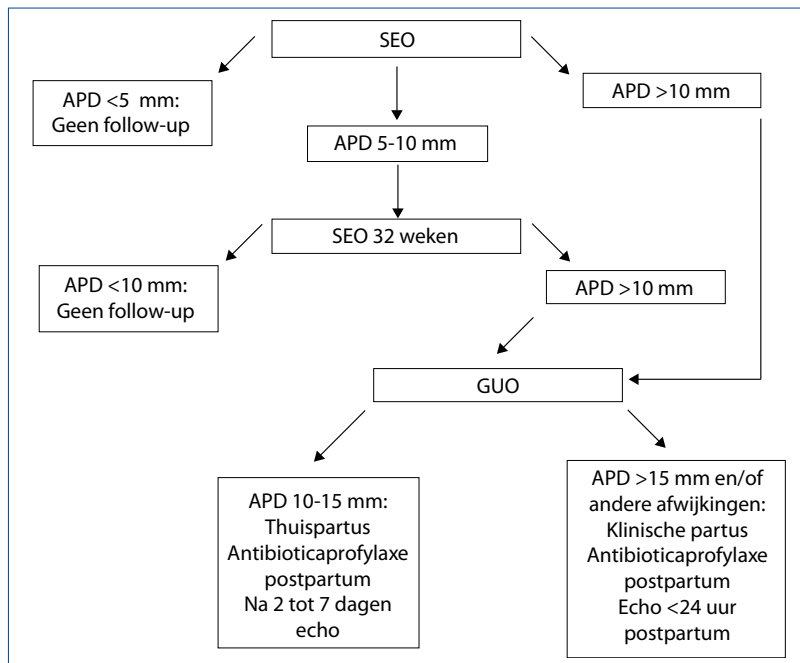 SEO
APD <5 mm:
Geen follow-up
APD >10 mm
APD 5-10 mm
SEO 32 weken
APD <10 mm:
Geen follow-up
APD >10 mm
GUO
APD 10-15 mm:
Thuispartus
Antibioticaprofylaxe
postpartum
Na 2 tot 7 dagen
echo
APD >15 mm en/of
andere afwijkingen:
Klinische partus
Antibioticaprofylaxe
postpartum
Echo <24 uur
postpartum